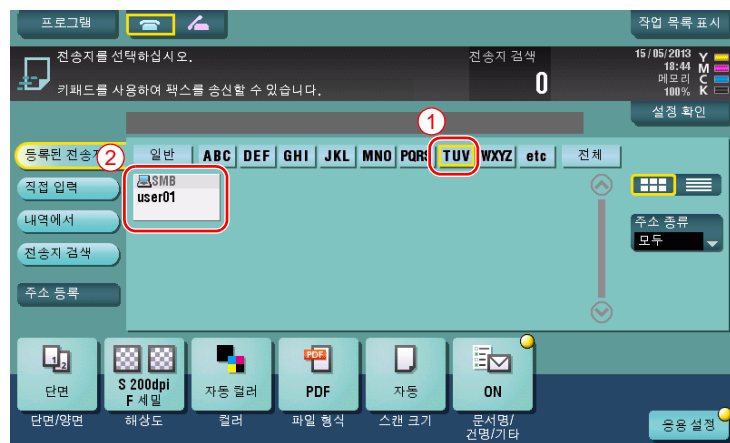 프로그램
작업 목록 표시
전송지를 선택하십시오.
전송지 검색
0
키패드를 사용하여 팩스를 송신할 수 있습니다.
15/05/2013
18:44
메모리
100%
Y
M
C
K
설정 확인
1
등록된 전송
2
일반 ABC DEF GHI JKL MNO PQRS TUV WXYZ etc 전체
직접 입력
SMB
user01
내역에서
주소 종류
모두
전송지 검색
주소 등록
단면
S 200dpi
F 세밀
자동 컬러
PDF
PDF
자동
ON
단면/양면
해상도
컬러
파일 형식
스캔 크기
문서명/
건명/기타
응용 설정